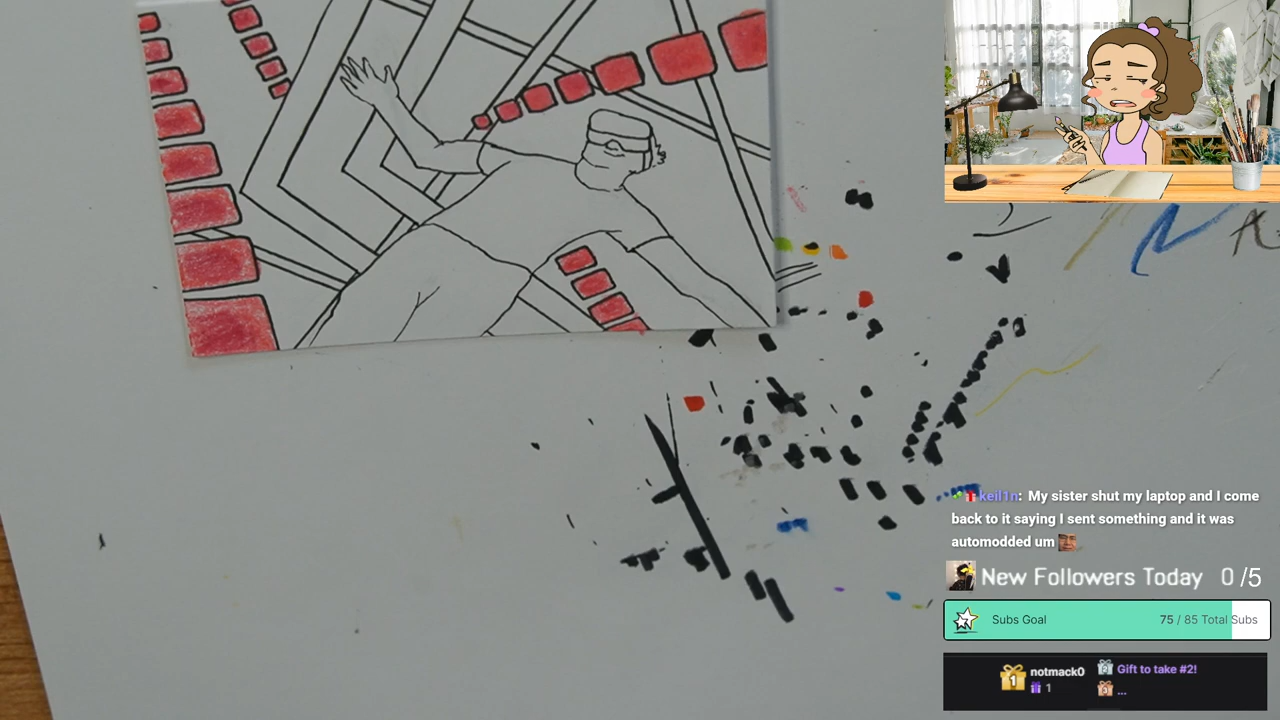 keil1n: My sister shut my laptop and I come
back to it saying I sent something and it was
automodded um
New Followers Today 0 /5
Subs Goal 75 / 85 Total Subs
1 notmack0
1
Gift to take #2!
...